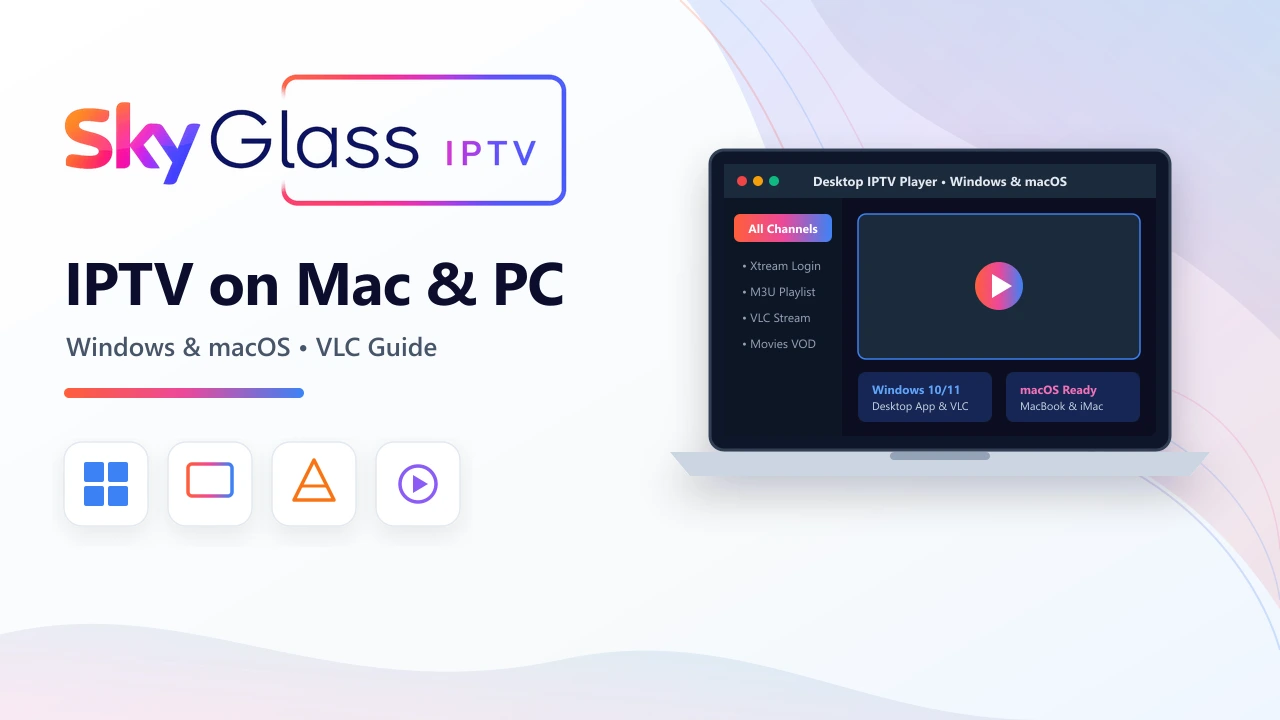 Sky Glass IPTV
IPTV on Mac & PC
Windows & macOS • VLC Guide
Desktop IPTV Player • Windows & macOS
All Channels
• Xtream Login
• M3U Playlist
• VLC Stream
• Movies VOD
Windows 10/11
Desktop App & VLC
macOS Ready
MacBook & iMac